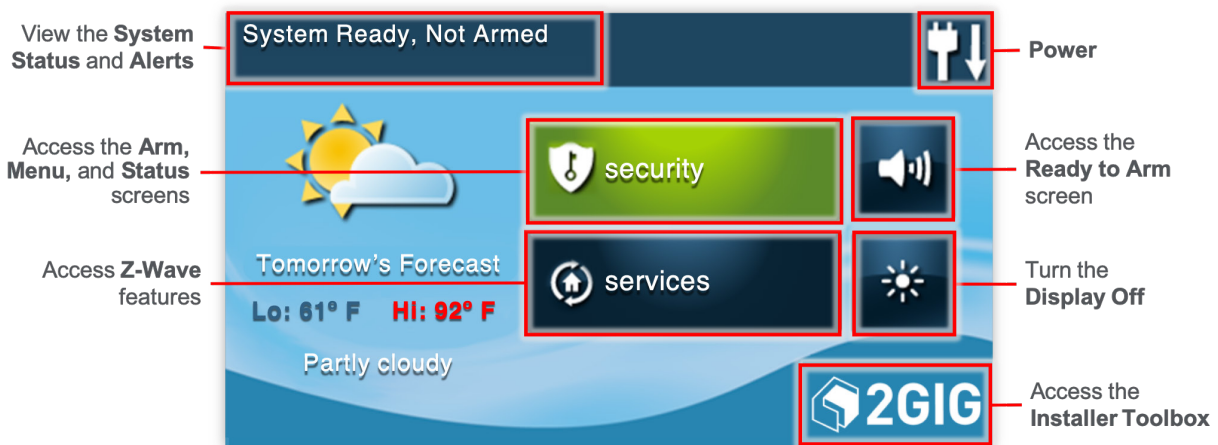 View the System
Status and Alerts
System Ready, Not Armed
Power
Access the Arm,
Menu, and Status
screens
security
Access the
Ready to Arm
screen
Access Z-Wave
features
Tomorrow's Forecast
Lo: 61° F Hi: 92° F
Partly cloudy
services
Turn the
Display Off
2GIG
Access the
Installer Toolbox